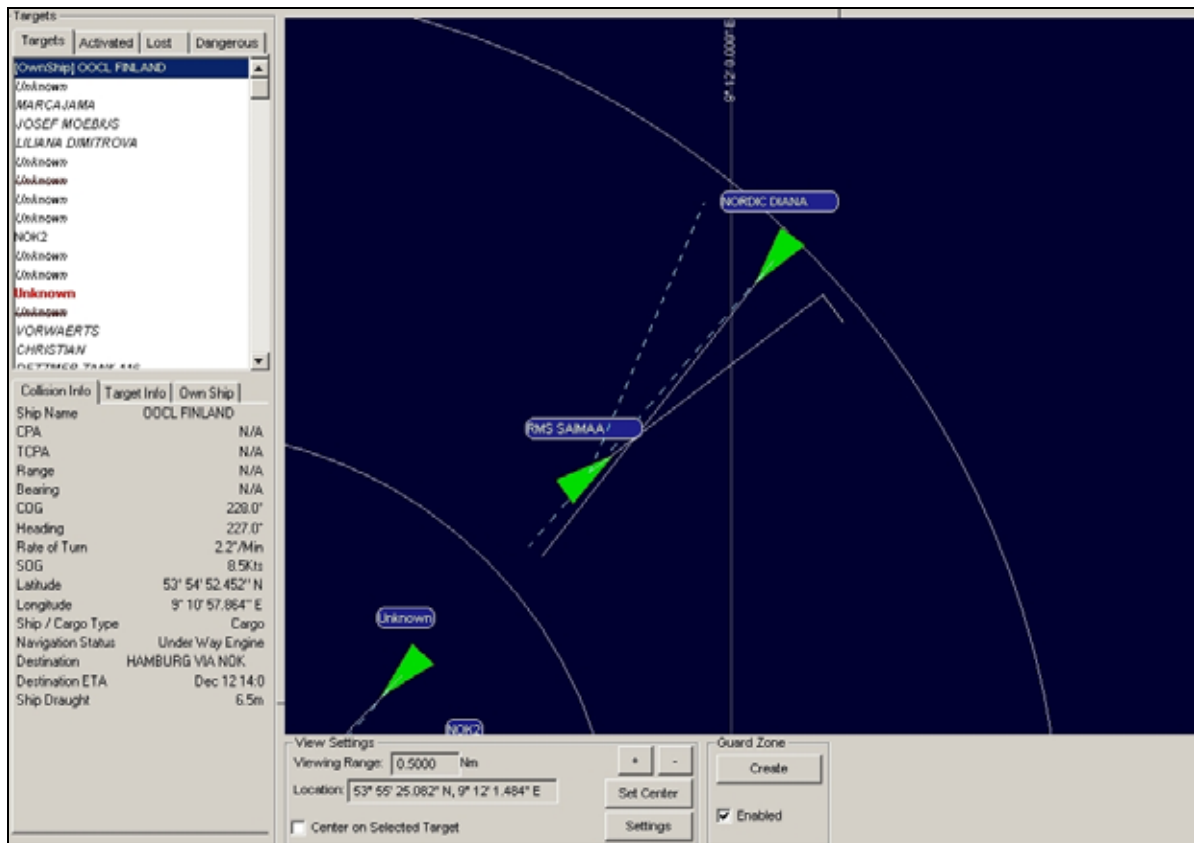 Targets
Targets Activated Lost Dangerous
[OwnShip] OOCL FINLAND
Unknown
MARCAJAMA
JOSEF MOEBIUS
LILIANA DIMITROVA
Unknown
Unknown
Unknown
Unknown
NOK2
Unknown
Unknown
Unknown
Unknown
VORWAERTS
CHRISTIAN
Collision Info Target Info Own Ship
Ship Name OOCL FINLAND
CPA N/A
TCPA N/A
Range N/A
Bearing N/A
COG 228.0°
Heading 227.0°
Rate of Turn 2.2°/Min
SOG 8.5Kts
Latitude 53° 54' 52.452" N
Longitude 9° 10' 57.864" E
Ship / Cargo Type Cargo
Navigation Status Under Way Engine
Destination HAMBURG VIA NOK
Destination ETA Dec 12 14:0
Ship Draught 6.5m
9° 12' 0.000" E
NORDIC DIANA
RMS SAIMAA
Unknown
NOK2
View Settings
Viewing Range: 0.5000 Nm
+ -
Location: 53° 55' 25.082" N, 9° 12' 1.484" E
Set Center
Center on Selected Target
Settings
Guard Zone
Create
Enabled